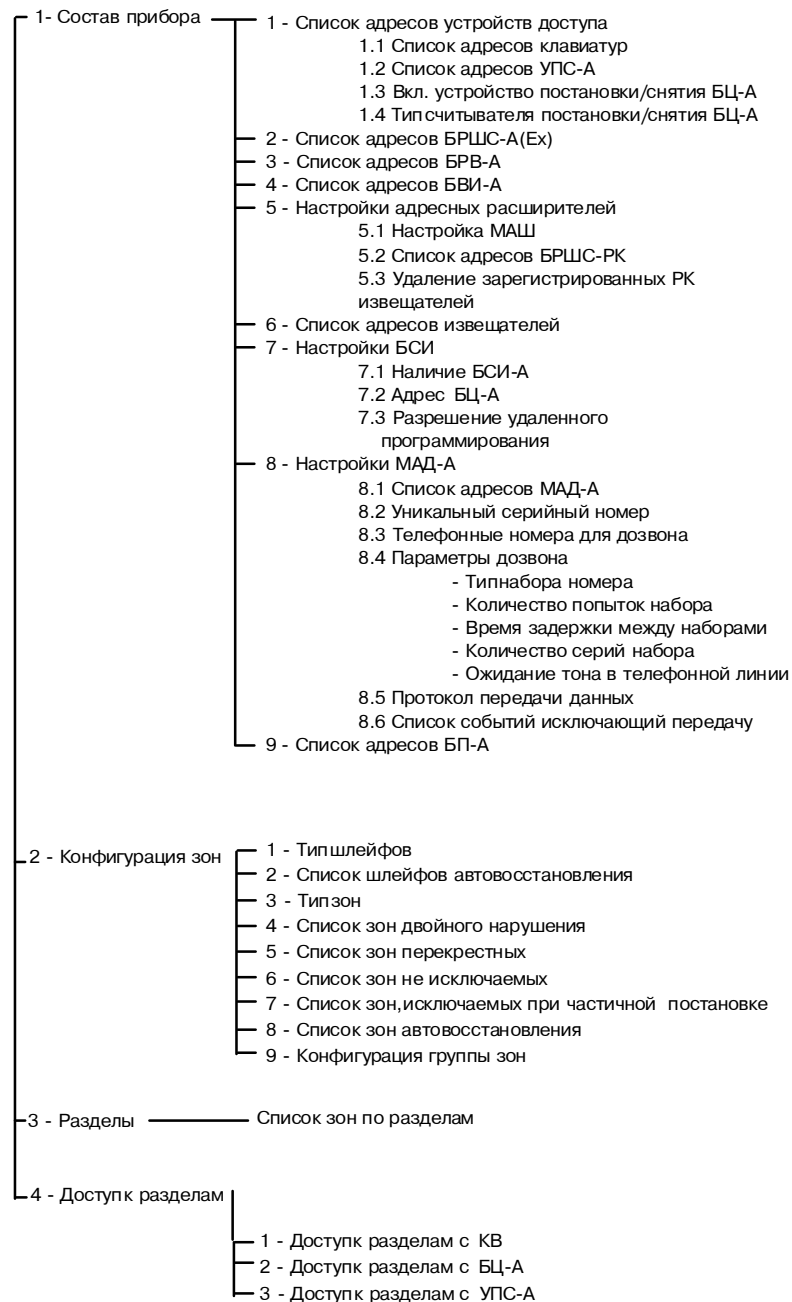 1- Состав прибора
1 - Список адресов устройств доступа
1.1 Список адресов клавиатур
1.2 Список адресов УПС-А
1.3 Вкл. устройство постановки/снятия БЦ-А
1.4 Тип считывателя постановки/снятия БЦ-А
2 - Список адресов БРШС-А(Ех)
3 - Список адресов БРВ-А
4 - Список адресов БВИ-А
5 - Настройки адресных расширителей
5.1 Настройка МАШ
5.2 Список адресов БРШС-РК
5.3 Удаление зарегистрированных РК
извещателей
6 - Список адресов извещателей
7 - Настройки БСИ
7.1 Наличие БСИ-А
7.2 Адрес БЦ-А
7.3 Разрешение удаленного
программирования
8 - Настройки МАД-А
8.1 Список адресов МАД-А
8.2 Уникальный серийный номер
8.3 Телефонные номера для дозвона
8.4 Параметры дозвона
- Тип набора номера
- Количество попыток набора
- Время задержки между наборами
- Количество серий набора
- Ожидание тона в телефонной линии
8.5 Протокол передачи данных
8.6 Список событий исключающий передачу
9 - Список адресов БП-А
2 - Конфигурация зон
1 - Тип шлейфов
2 - Список шлейфов автовосстановления
3 - Тип зон
4 - Список зон двойного нарушения
5 - Список зон перекрестных
6 - Список зон не исключаемых
7 - Список зон,исключаемых при частичной постановке
8 - Список зон автовосстановления
9 - Конфигурация группы зон
3 - Разделы
Список зон по разделам
4 - Доступ к разделам
1 - Доступ к разделам с КВ
2 - Доступ к разделам с БЦ-А
3 - Доступ к разделам с УПС-А